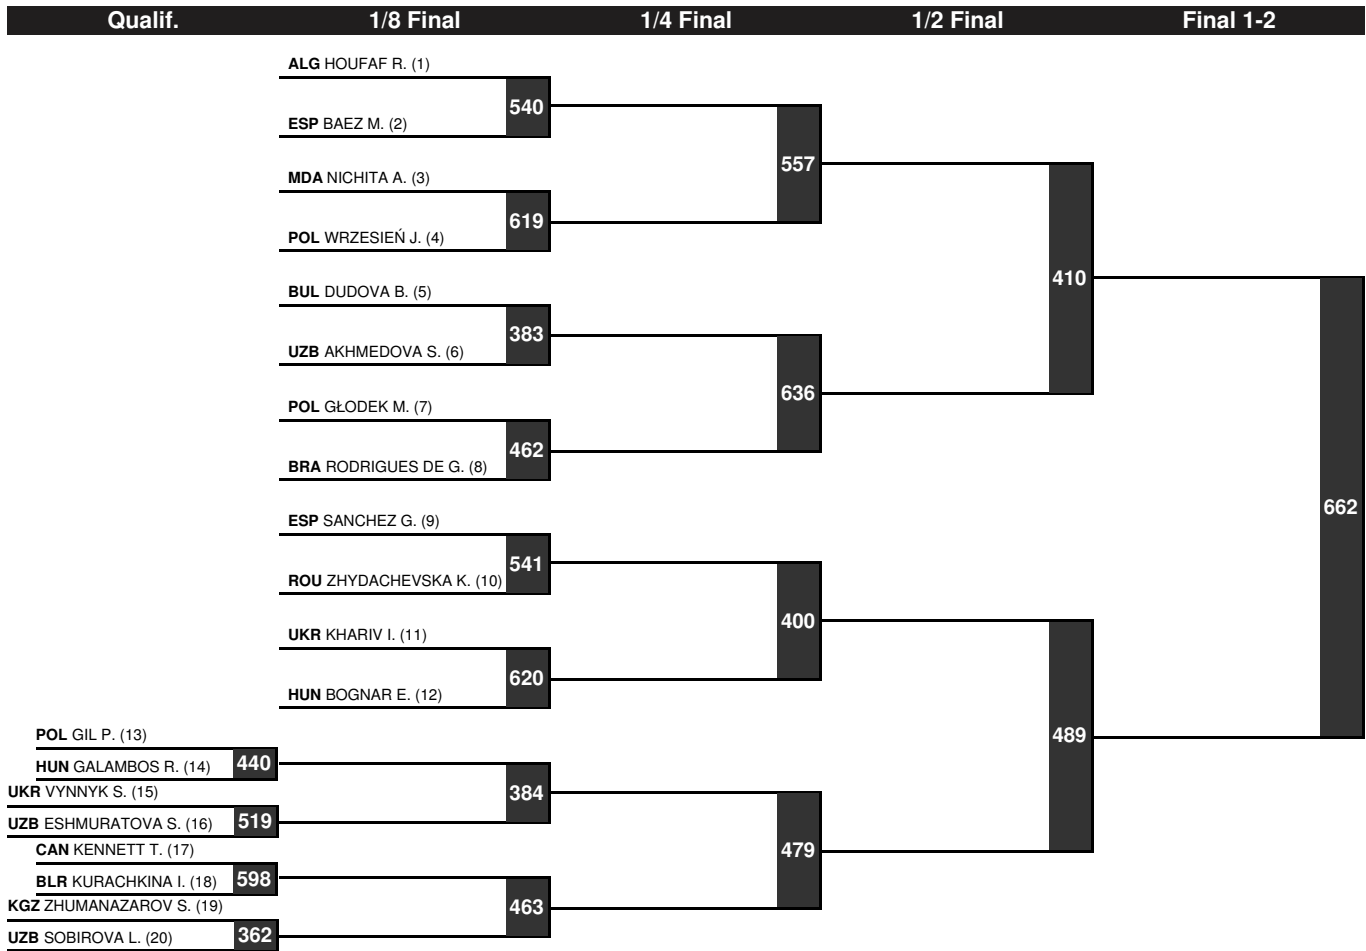 Qualif. 1/8 Final 1/4 Final 1/2 Final Final 1-2
ALG HOUFAF R. (1)
540
ESP BAEZ M. (2)
557
MDA NICHITA A. (3)
619
POL WRZESIEŃ J. (4)
410
BUL DUDOVA B. (5)
383
UZB AKHMEDOVA S. (6)
636
POL GŁODEK M. (7)
462
BRA RODRIGUES DE G. (8)
662
ESP SANCHEZ G. (9)
541
ROU ZHYDACHEVSKA K. (10)
400
UKR KHARIV I. (11)
620
HUN BOGNAR E. (12)
489
POL GIL P. (13)
440
HUN GALAMBOS R. (14)
384
UKR VYNNYK S. (15)
519
UZB ESHMURATOVA S. (16)
479
CAN KENNETT T. (17)
598
BLR KURACHKINA I. (18)
463
KGZ ZHUMANAZAROV S. (19)
362
UZB SOBIROVA L. (20)